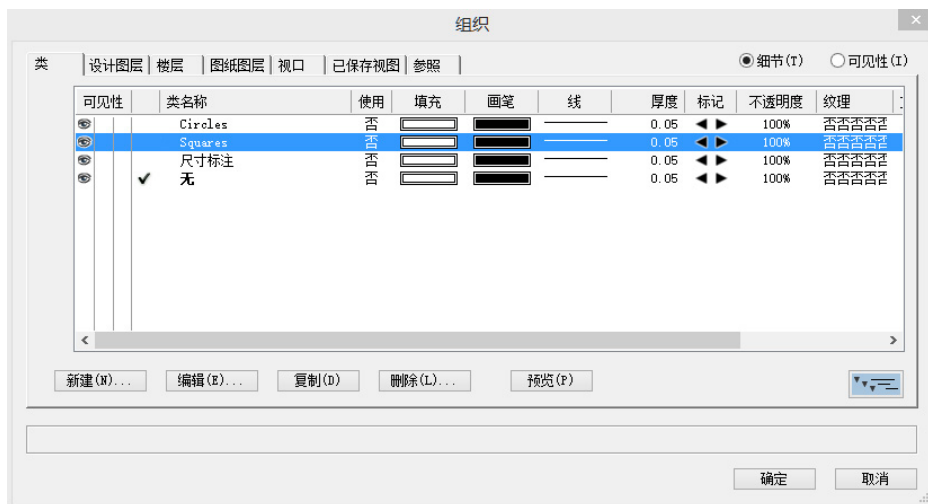 组织
类 设计图层 楼层 图纸图层 视口 已保存视图 参照 细节(T) 可见性(I)
可见性 类名称 使用 填充 画笔 线 厚度 标记 不透明度 纹理
Circles 否 0.05 100% 否否否否
Squares 否 0.05 100% 否否否否
尺寸标注 否 0.05 100% 否否否否
无 否 0.05 100% 否否否否
新建(N)... 编辑(E)... 复制(D) 删除(L)... 预览(P)
确定 取消